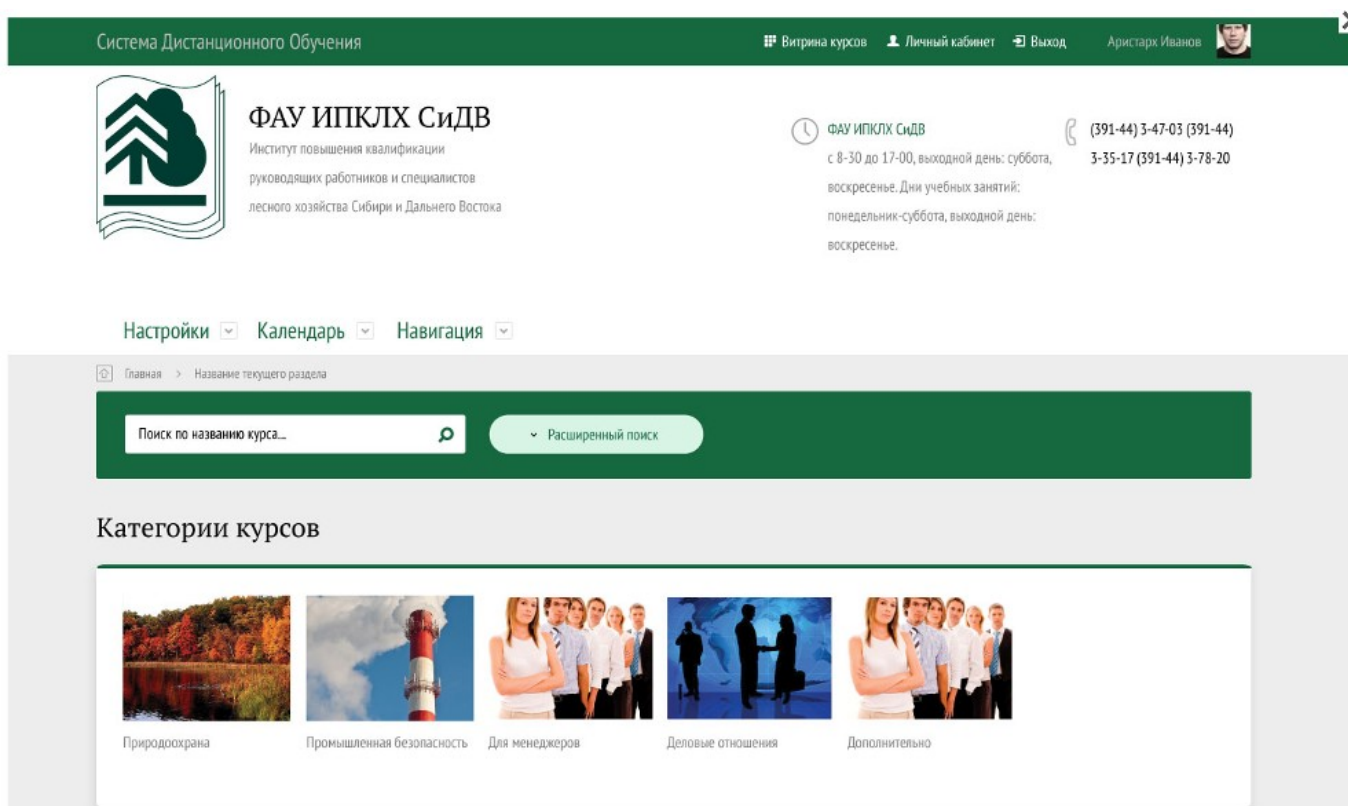 Система Дистанционного Обучения
Витрина курсов Личный кабинет Выход Аристарх Иванов
ФАУ ИПКЛХ СиДВ
Институт повышения квалификации
руководящих работников и специалистов
лесного хозяйства Сибири и Дальнего Востока
ФАУ ИПКЛХ СиДВ
с 8-30 до 17-00, выходной день: суббота,
воскресенье. Дни учебных занятий:
понедельник-суббота, выходной день:
воскресенье.
(391-44) 3-47-03 (391-44)
3-35-17 (391-44) 3-78-20
Настройки Календарь Навигация
Главная > Название текущего раздела
Поиск по названию курса... Расширенный поиск
Категории курсов
Природоохрана Промышленная безопасность Для менеджеров Деловые отношения Дополнительно